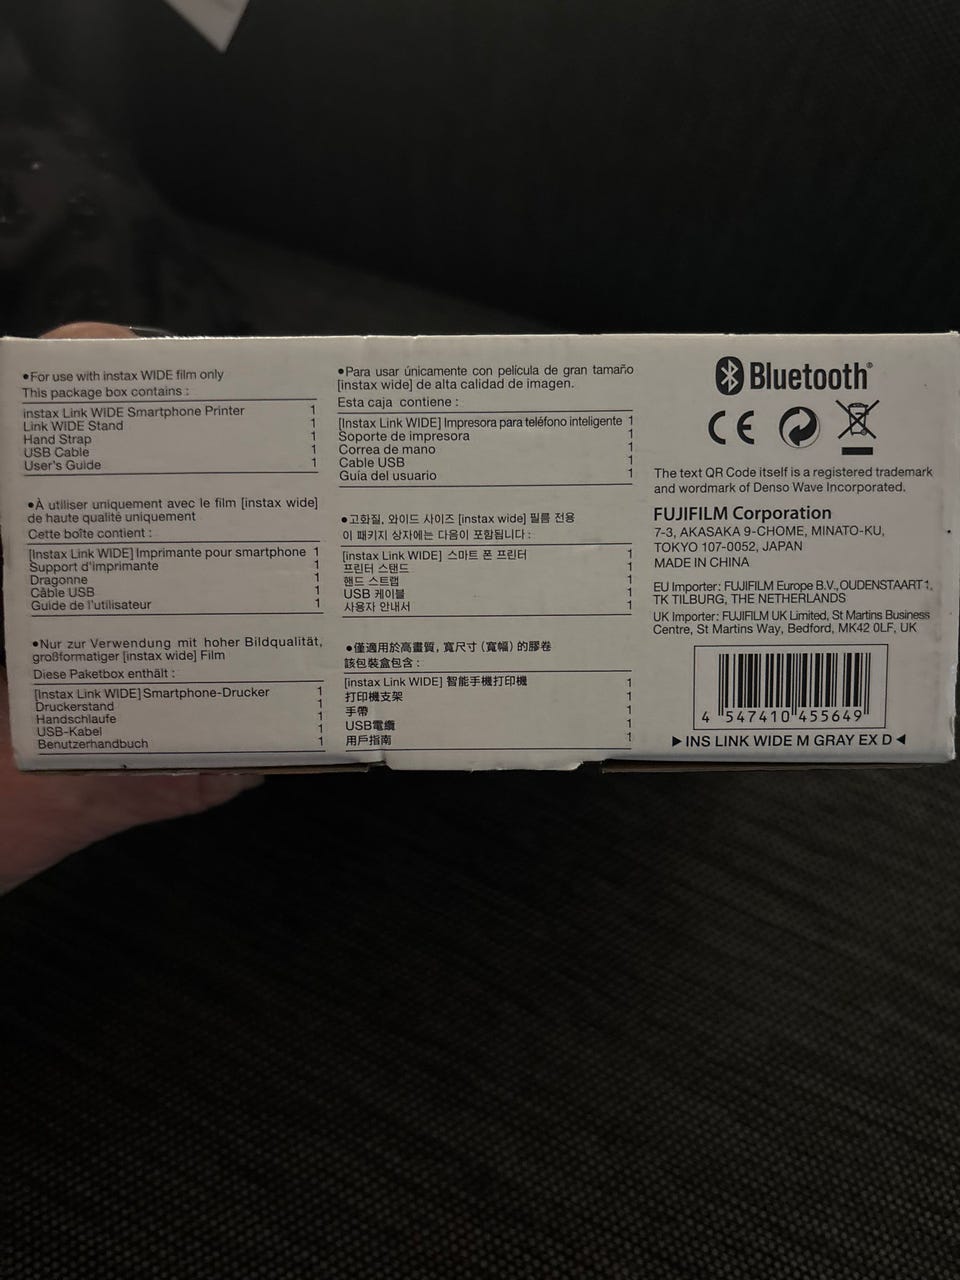 ●For use with instax WIDE film only
This package box contains :
instax Link WIDE Smartphone Printer 1
Link WIDE Stand 1
Hand Strap 1
USB Cable 1
User's Guide 1
●À utiliser uniquement avec le film [instax wide]
de haute qualité uniquement
Cette boîte contient :
[Instax Link WIDE] Imprimante pour smartphone 1
Support d'imprimante 1
Dragonne 1
Câble USB 1
Guide de l'utilisateur 1
●Nur zur Verwendung mit hoher Bildqualität,
großformatiger [instax wide] Film
Diese Paketbox enthält :
[Instax Link WIDE] Smartphone-Drucker 1
Druckerstand 1
Handschlaufe 1
USB-Kabel 1
Benutzerhandbuch 1
●Para usar únicamente con película de gran tamaño
[instax wide] de alta calidad de imagen.
Esta caja contiene :
[Instax Link WIDE] Impresora para teléfono inteligente 1
Soporte de impresora 1
Correa de mano 1
Cable USB 1
Guía del usuario 1
●고화질, 와이드 사이즈 [instax wide] 필름 전용
이 패키지 상자에는 다음이 포함됩니다 :
[instax Link WIDE] 스마트 폰 프린터 1
프린터 스탠드 1
핸드 스트랩 1
USB 케이블 1
사용자 안내서 1
●僅適用於高畫質, 寬尺寸 (寬幅) 的膠卷
該包裝盒包含 :
[instax Link WIDE] 智能手機打印機 1
打印機支架 1
手帶 1
USB電纜 1
用戶指南 1
Bluetooth®
CE
The text QR Code itself is a registered trademark
and wordmark of Denso Wave Incorporated.
FUJIFILM Corporation
7-3, AKASAKA 9-CHOME, MINATO-KU,
TOKYO 107-0052, JAPAN
MADE IN CHINA
EU Importer: FUJIFILM Europe B.V., OUDENSTAART 1,
TK TILBURG, THE NETHERLANDS
UK Importer: FUJIFILM UK Limited, St Martins Business
Centre, St Martins Way, Bedford, MK42 0LF, UK
4 547410 455649
▶INS LINK WIDE M GRAY EX D◀